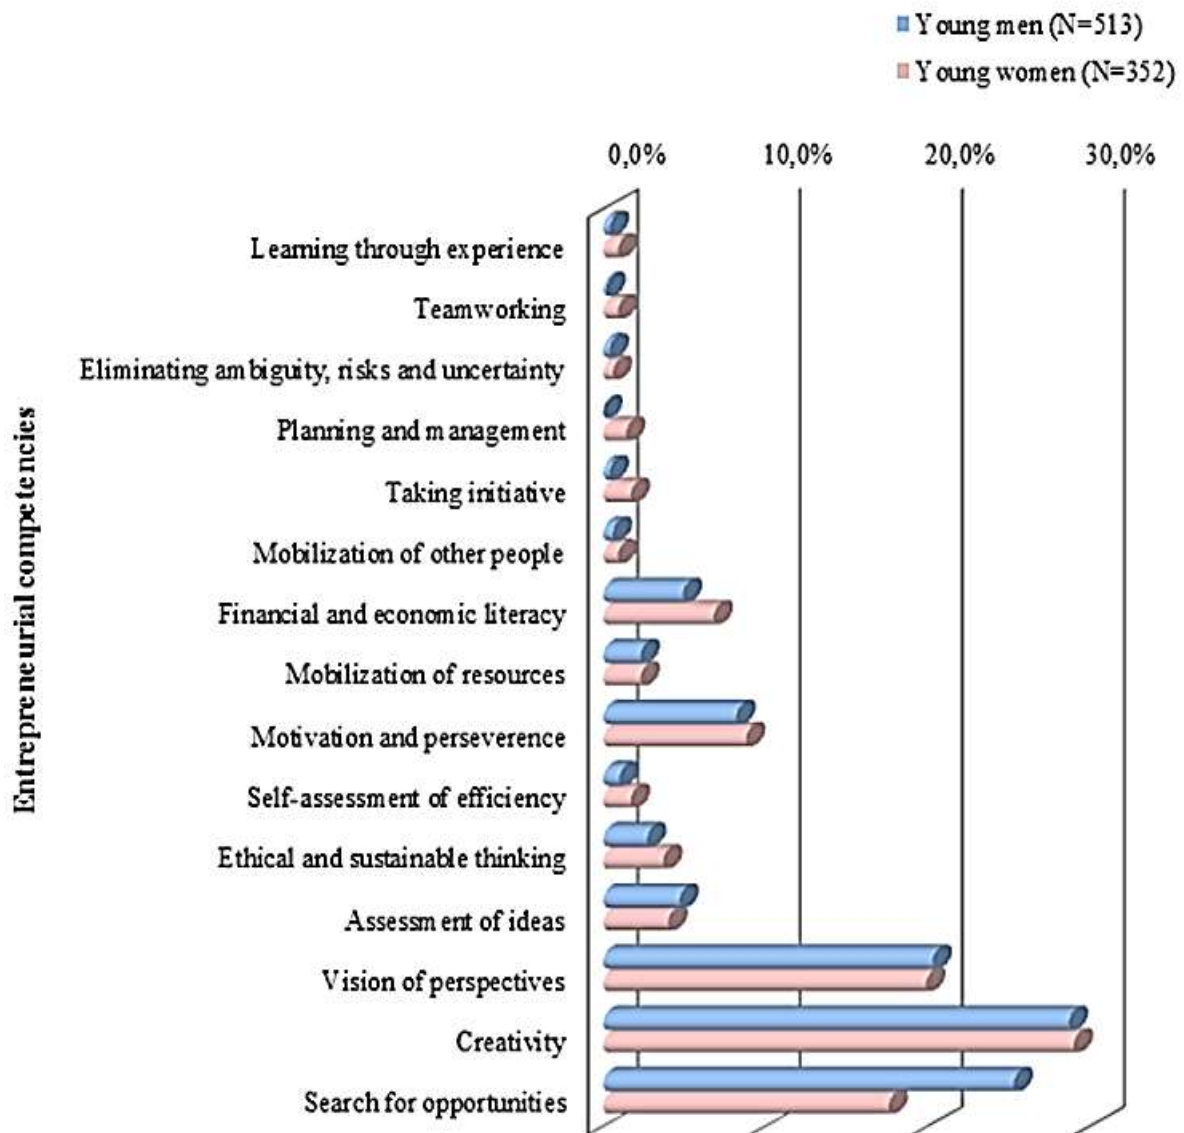 Young men (N=513)
Young women (N=352)
0,0% 10,0% 20,0% 30,0%
Entrepreneurial competencies
Learning through experience
Teamworking
Eliminating ambiguity, risks and uncertainty
Planning and management
Taking initiative
Mobilization of other people
Financial and economic literacy
Mobilization of resources
Motivation and perseverence
Self-assessment of efficiency
Ethical and sustainable thinking
Assessment of ideas
Vision of perspectives
Creativity
Search for opportunities